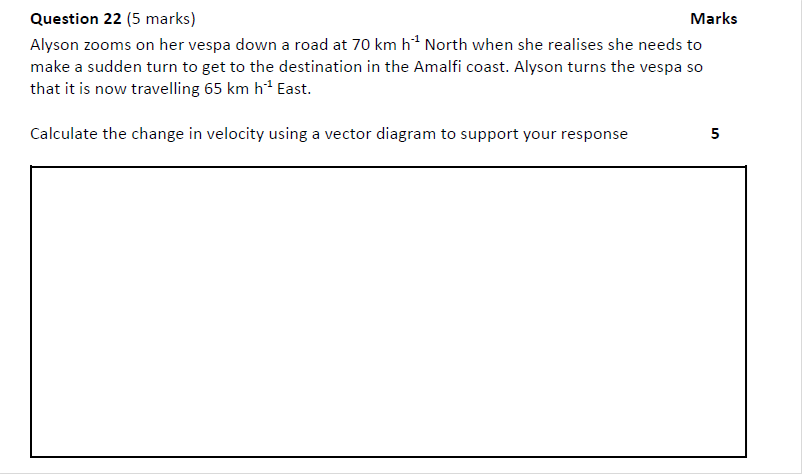 Question 22 (5 marks) Marks
Alyson zooms on her vespa down a road at 70 km h⁻¹ North when she realises she needs to
make a sudden turn to get to the destination in the Amalfi coast. Alyson turns the vespa so
that it is now travelling 65 km h⁻¹ East.
Calculate the change in velocity using a vector diagram to support your response 5